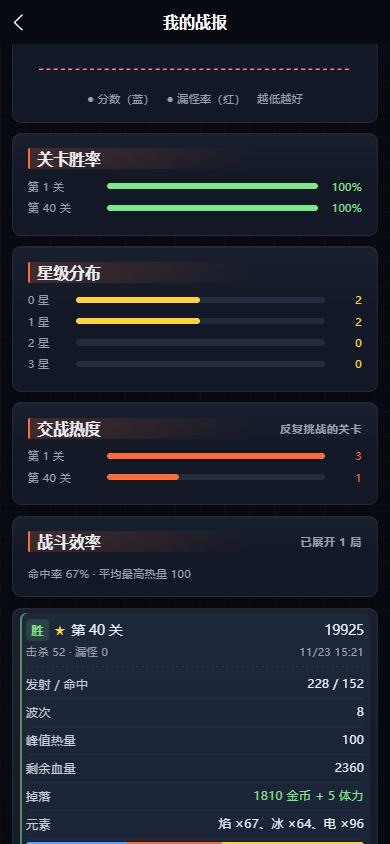 我的战报
● 分数（蓝） ● 漏怪率（红） 越低越好
关卡胜率
第 1 关 100%
第 40 关 100%
星级分布
0 星 2
1 星 2
2 星 0
3 星 0
交战热度 反复挑战的关卡
第 1 关 3
第 40 关 1
战斗效率 已展开 1 局
命中率 67% · 平均最高热量 100
胜 ★ 第 40 关 19925
击杀 52 · 漏怪 0 11/23 15:21
发射 / 命中 228 / 152
波次 8
峰值热量 100
剩余血量 2360
掉落 1810 金币 + 5 体力
元素 焰 ×67、冰 ×64、电 ×96